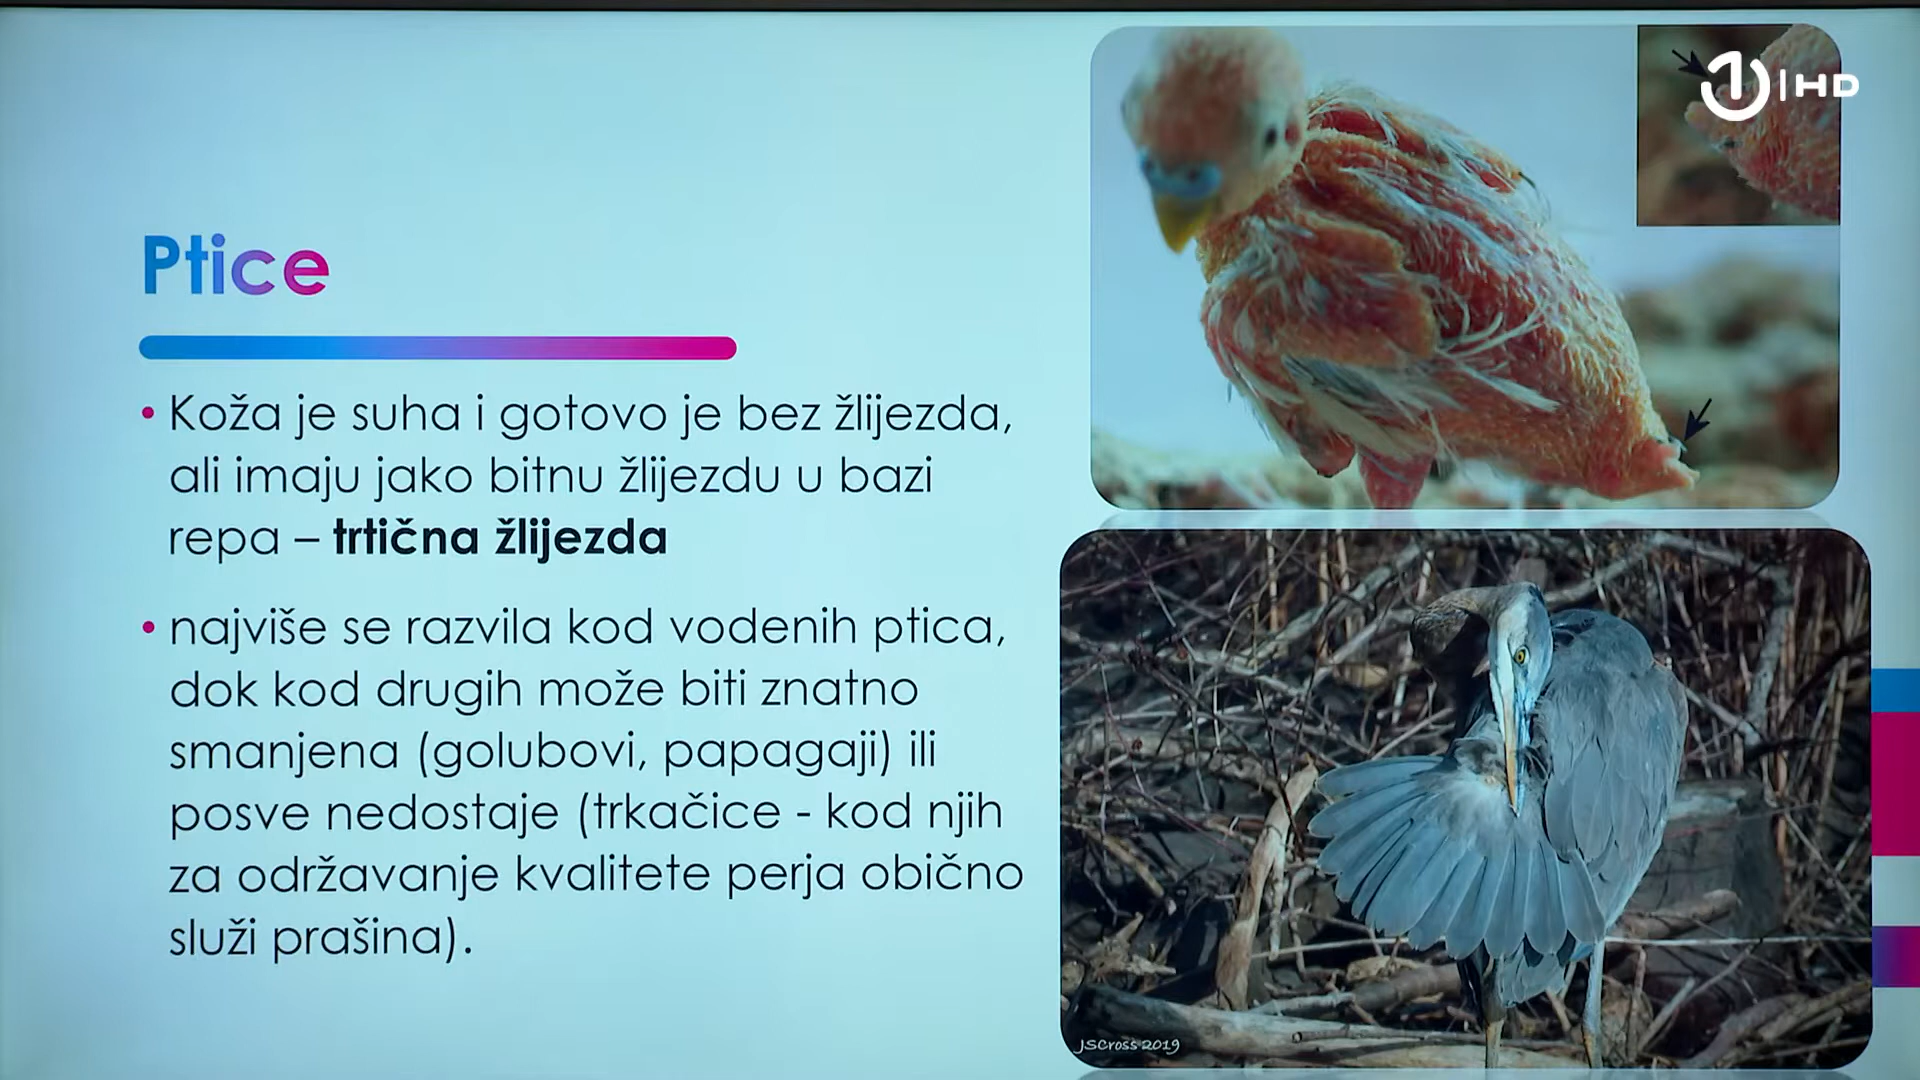 Ptice
• Koža je suha i gotovo je bez žlijezda,
ali imaju jako bitnu žlijezdu u bazi
repa – trtična žlijezda
• najviše se razvila kod vodenih ptica,
dok kod drugih može biti znatno
smanjena (golubovi, papagaji) ili
posve nedostaje (trkačice - kod njih
za održavanje kvalitete perja obično
služi prašina).
1 | HD
JSCross 2019